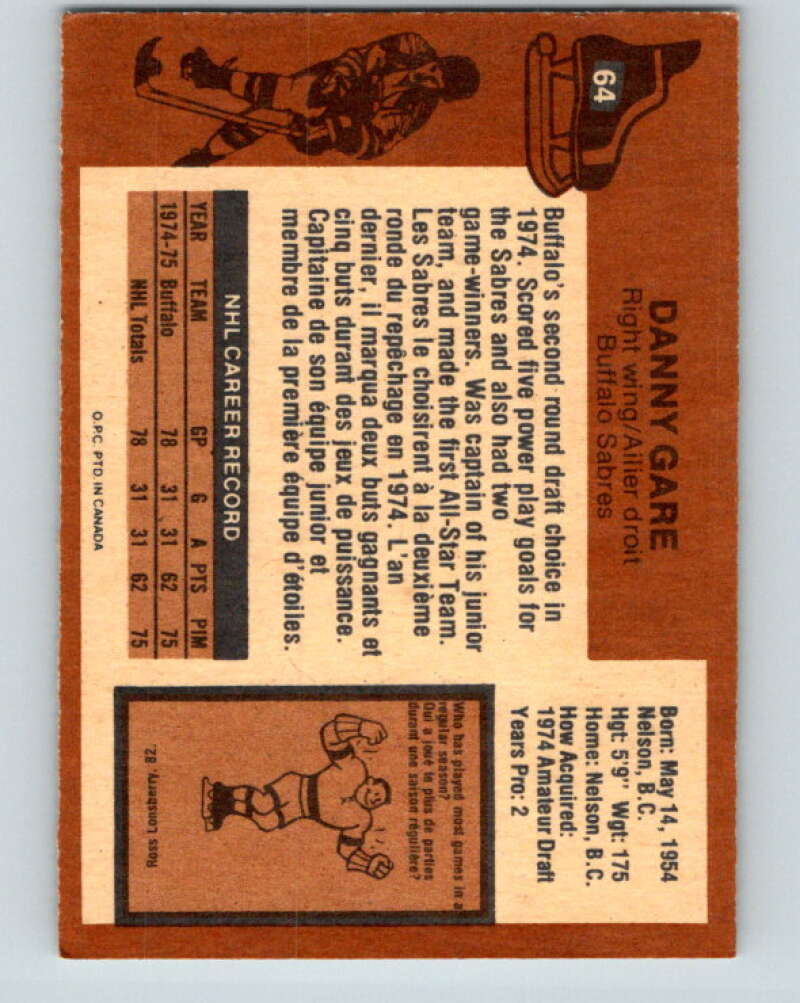 64
DANNY GARE
Right wing/Ailier droit
Buffalo Sabres
Born: May 14, 1954
Nelson, B.C.
Hgt: 5'9" Wgt: 175
Home: Nelson, B.C.
How Acquired:
1974 Amateur Draft
Years Pro: 2
Buffalo's second round draft choice in
1974. Scored five power play goals for
the Sabres and also had two
game-winners. Was captain of his junior
team, and made the first All-Star Team.
Les Sabres le choisirent à la deuxième
ronde du repêchage en 1974. L'an
dernier, il marqua deux buts gagnants et
cinq buts durant des jeux de puissance.
Capitaine de son équipe junior et
membre de la première équipe d'étoiles.
NHL CAREER RECORD
YEAR TEAM GP G A PTS PIM
1974-75 Buffalo 78 31 31 62 75
NHL Totals 78 31 31 62 75
O.P.C. PTD. IN CANADA
Who has played most games in a
regular season?
Qui a joué le plus de parties
durant une saison régulière?
Ross Lonsberry, 82.